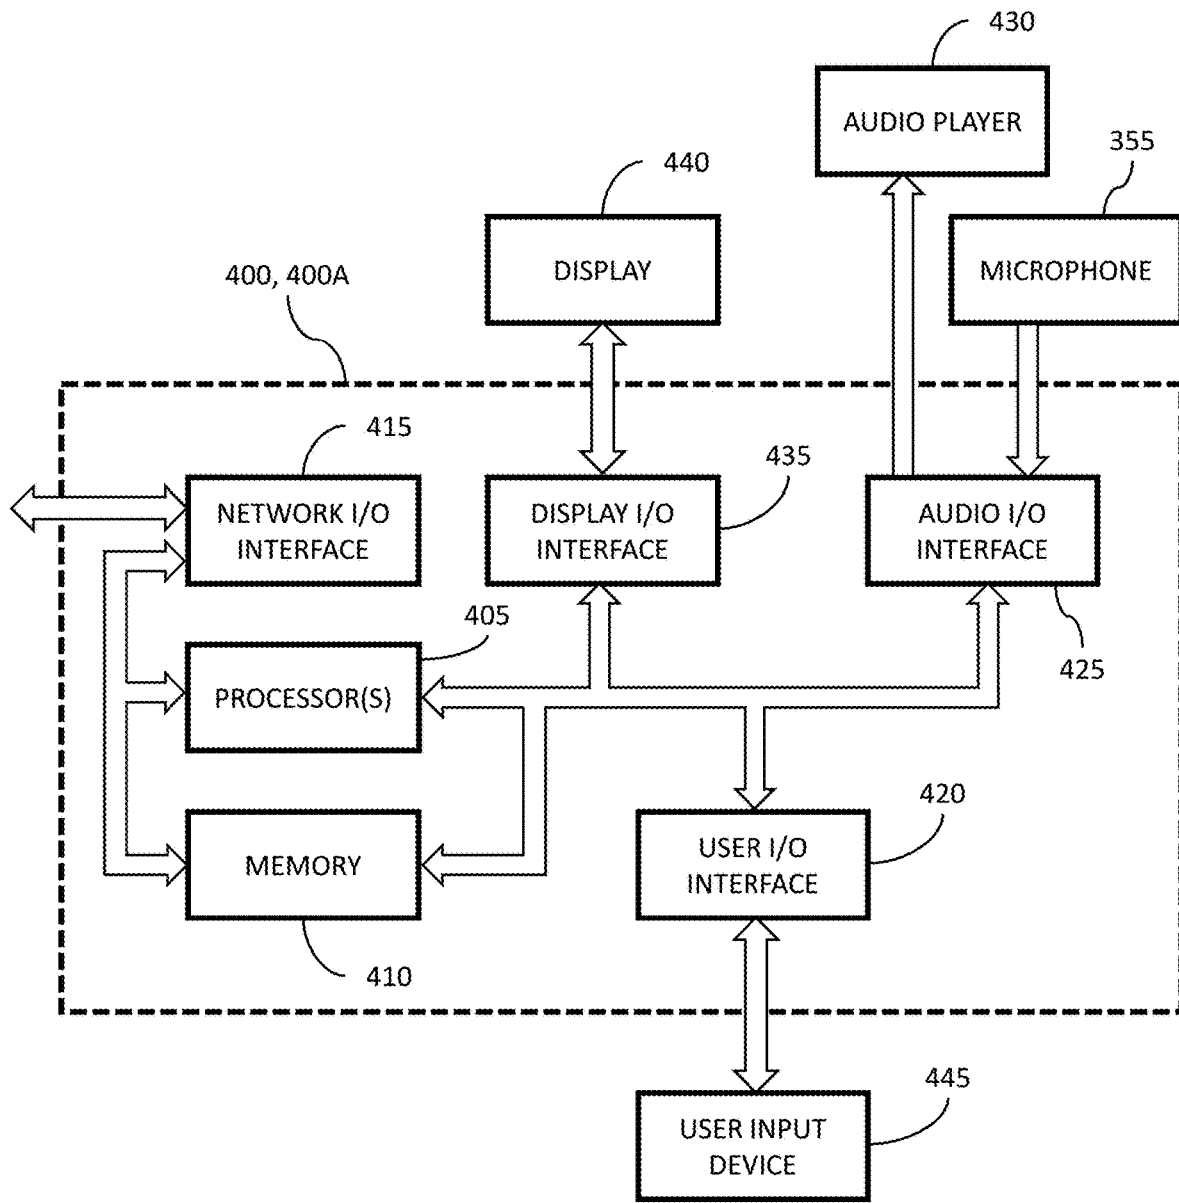 430
AUDIO PLAYER
355
440
MICROPHONE
DISPLAY
400, 400A
415
435
NETWORK I/O
INTERFACE
DISPLAY I/O
INTERFACE
AUDIO I/O
INTERFACE
405
425
PROCESSOR(S)
420
MEMORY
USER I/O
INTERFACE
410
445
USER INPUT
DEVICE